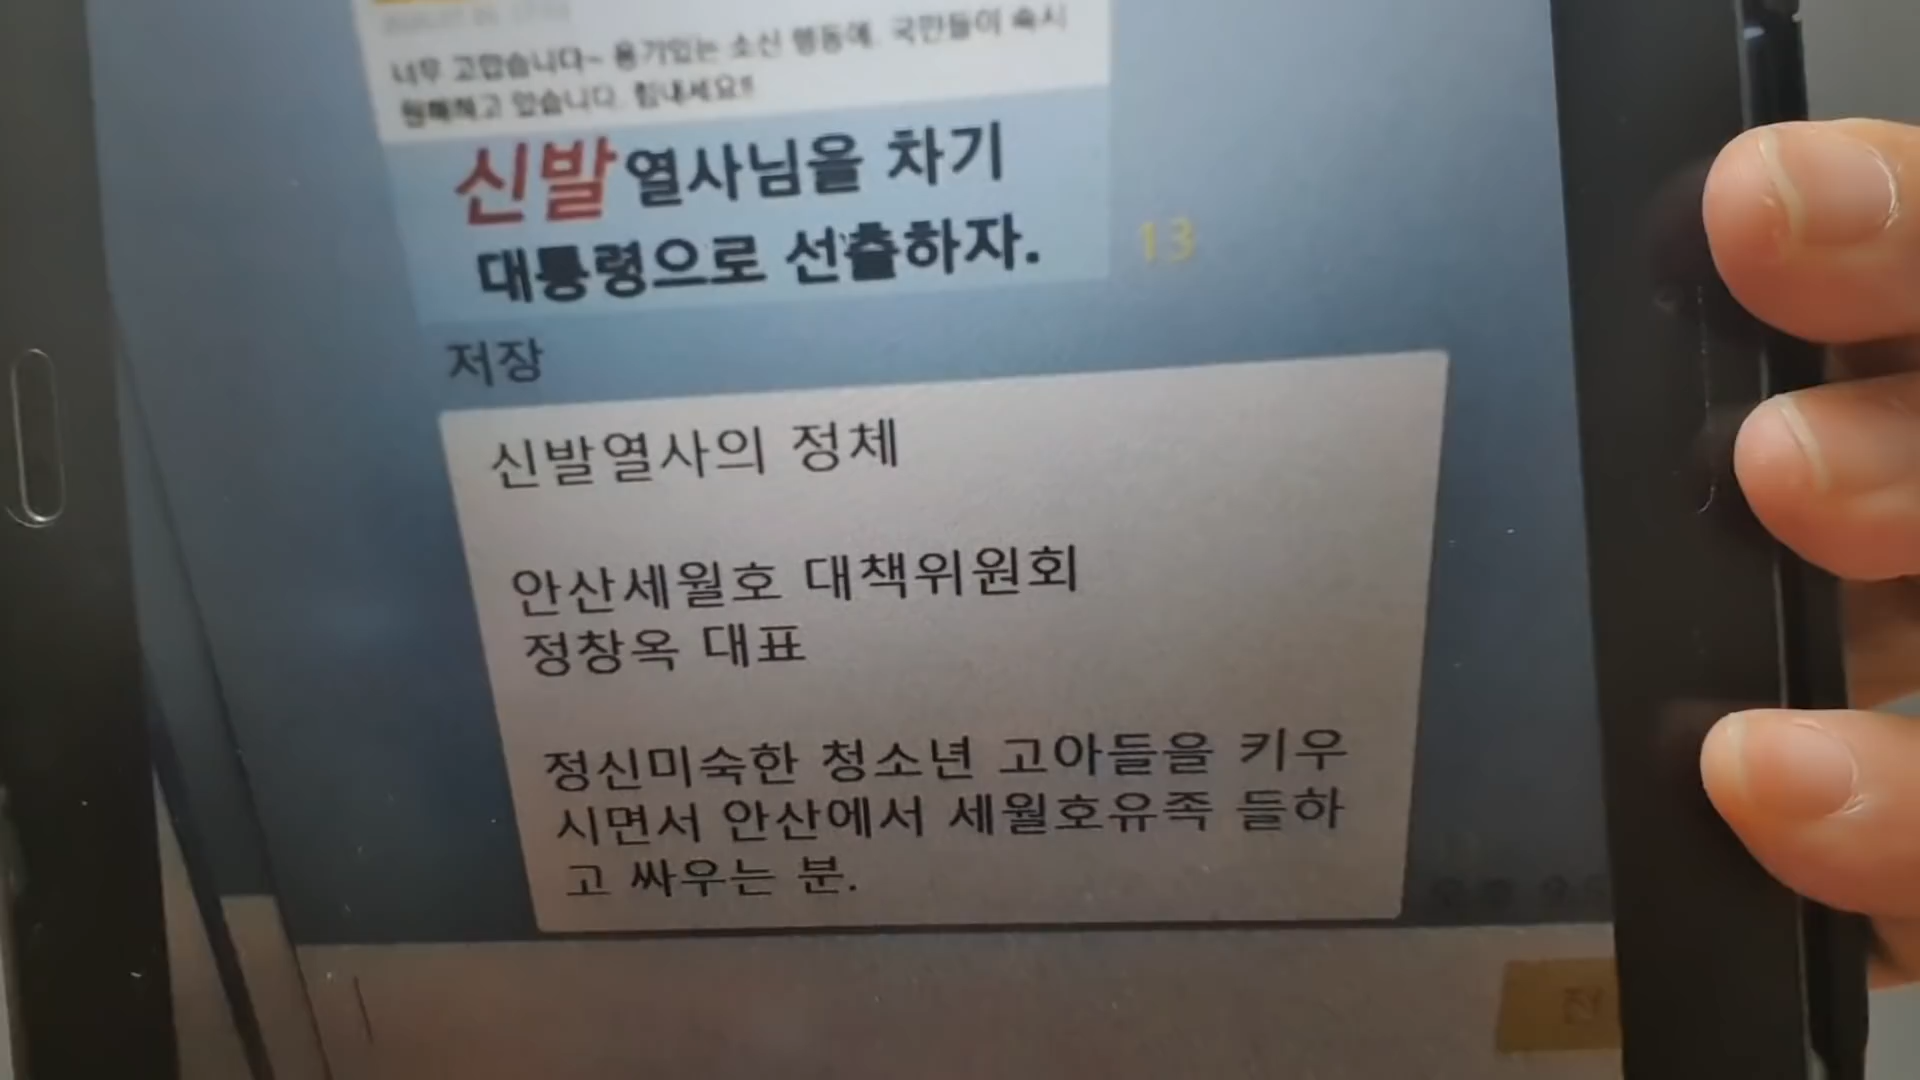 너무 고맙습니다~ 용기있는 소신 행동에. 국민들이 속시
원해하고 있습니다. 힘내세요!!
신발열사님을 차기
대통령으로 선출하자.
13
저장
신발열사의 정체
안산세월호 대책위원회
정창옥 대표
정신미숙한 청소년 고아들을 키우
시면서 안산에서 세월호유족 들하
고 싸우는 분.
전